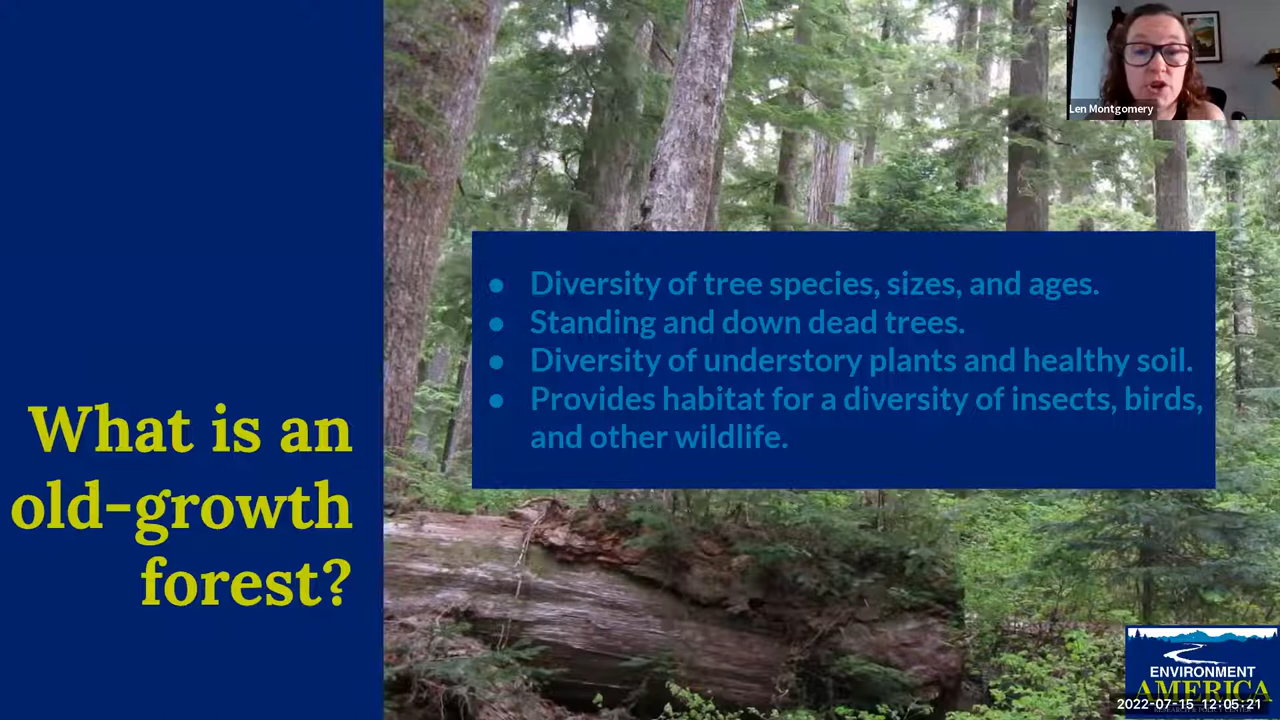 Len Montgomery
What is an
old-growth
forest?
● Diversity of tree species, sizes, and ages.
● Standing and down dead trees.
● Diversity of understory plants and healthy soil.
● Provides habitat for a diversity of insects, birds,
and other wildlife.
ENVIRONMENT
AMERICA
2022-07-15 12:05:21